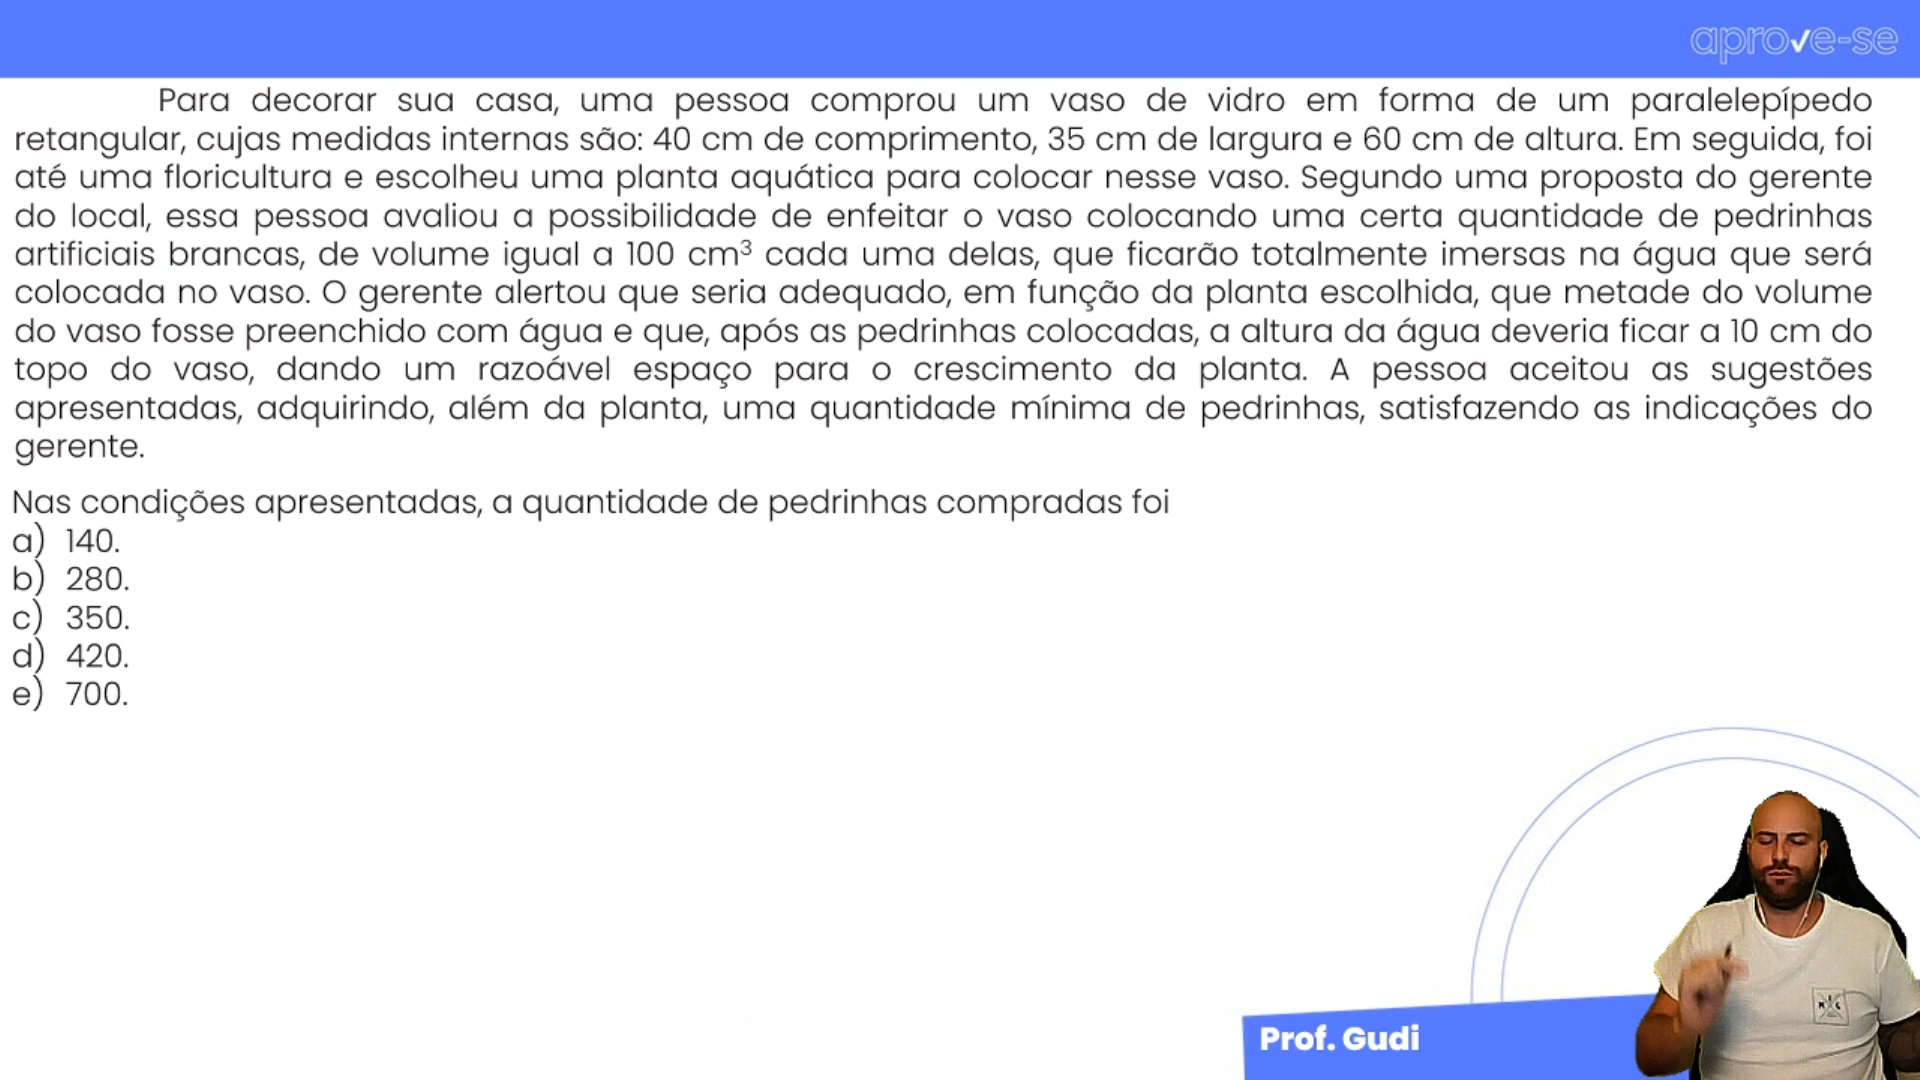 aprove-se
Para decorar sua casa, uma pessoa comprou um vaso de vidro em forma de um paralelepípedo
retangular, cujas medidas internas são: 40 cm de comprimento, 35 cm de largura e 60 cm de altura. Em seguida, foi
até uma floricultura e escolheu uma planta aquática para colocar nesse vaso. Segundo uma proposta do gerente
do local, essa pessoa avaliou a possibilidade de enfeitar o vaso colocando uma certa quantidade de pedrinhas
artificiais brancas, de volume igual a 100 cm³ cada uma delas, que ficarão totalmente imersas na água que será
colocada no vaso. O gerente alertou que seria adequado, em função da planta escolhida, que metade do volume
do vaso fosse preenchido com água e que, após as pedrinhas colocadas, a altura da água deveria ficar a 10 cm do
topo do vaso, dando um razoável espaço para o crescimento da planta. A pessoa aceitou as sugestões
apresentadas, adquirindo, além da planta, uma quantidade mínima de pedrinhas, satisfazendo as indicações do
gerente.
Nas condições apresentadas, a quantidade de pedrinhas compradas foi
a) 140.
b) 280.
c) 350.
d) 420.
e) 700.
Prof. Gudi